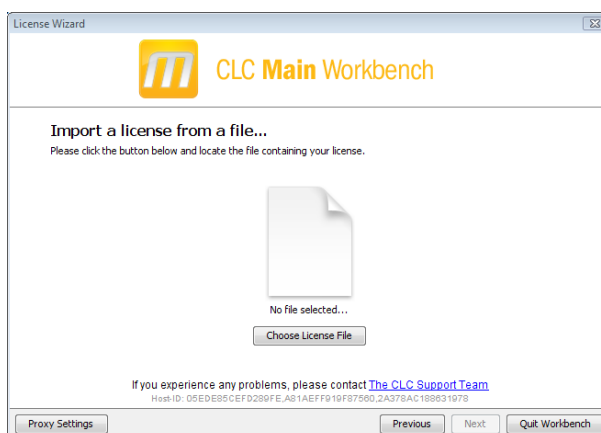 License Wizard
CLC Main Workbench
Import a license from a file...
Please click the button below and locate the file containing your license.
No file selected...
Choose License File
If you experience any problems, please contact The CLC Support Team
Host-ID: 05EDE85CEFD289FE,A81AEFF919F87560,2A378AC188631978
Proxy Settings Previous Next Quit Workbench